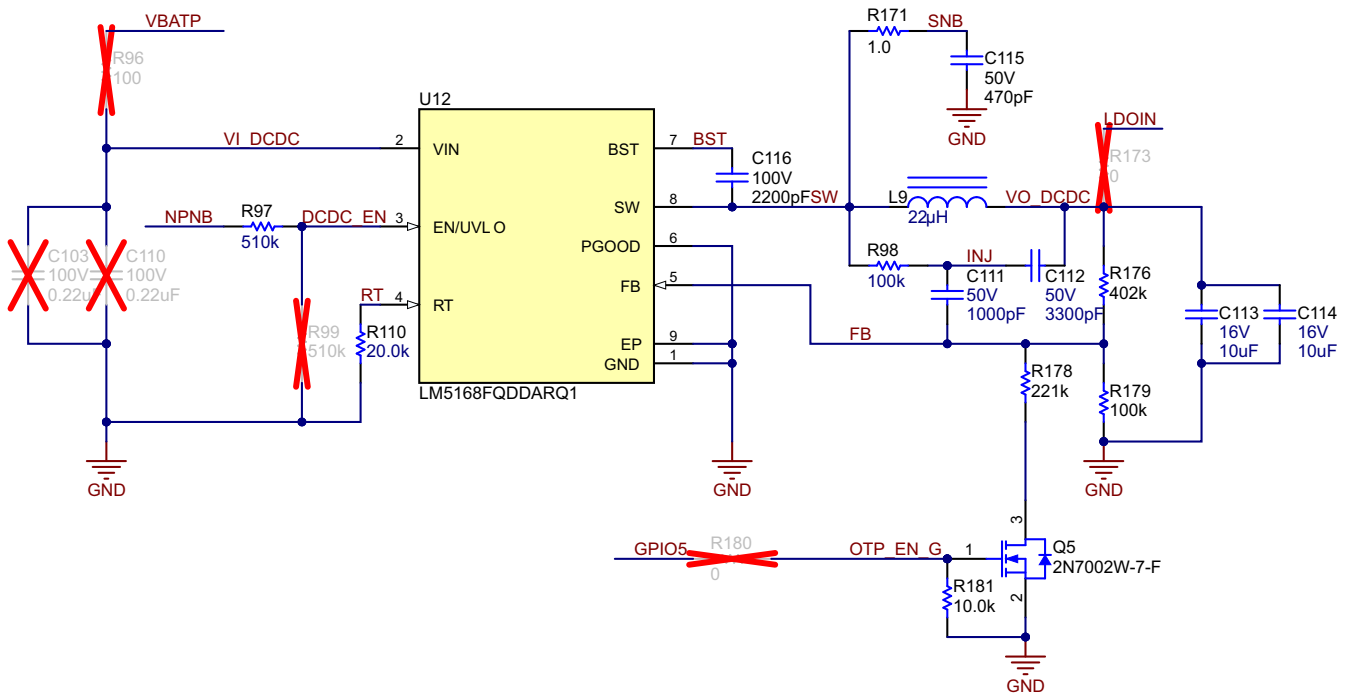 VBATP
R96
100
VI_DCDC
C103
100V
0.22uF
C110
100V
0.22uF
NPNB
R97
510k
DCDC_EN
R99
510k
RT
R110
20.0k
GND
U12
2
VIN
3
EN/UVLO
4
RT
BST
7
SW
8
PGOOD
6
FB
5
EP
9
GND
1
LM5168FQDDARQ1
BST
C116
100V
2200pF
SW
GND
R171
1.0
SNB
C115
50V
470pF
GND
L9
22µH
VO_DCDC
LDOIN
R173
0
R98
100k
INJ
C111
50V
1000pF
C112
50V
3300pF
R176
402k
C113
16V
10uF
C114
16V
10uF
FB
R178
221k
R179
100k
GND
GPIO5
R180
0
OTP_EN_G
1
3
2
Q5
2N7002W-7-F
R181
10.0k
GND